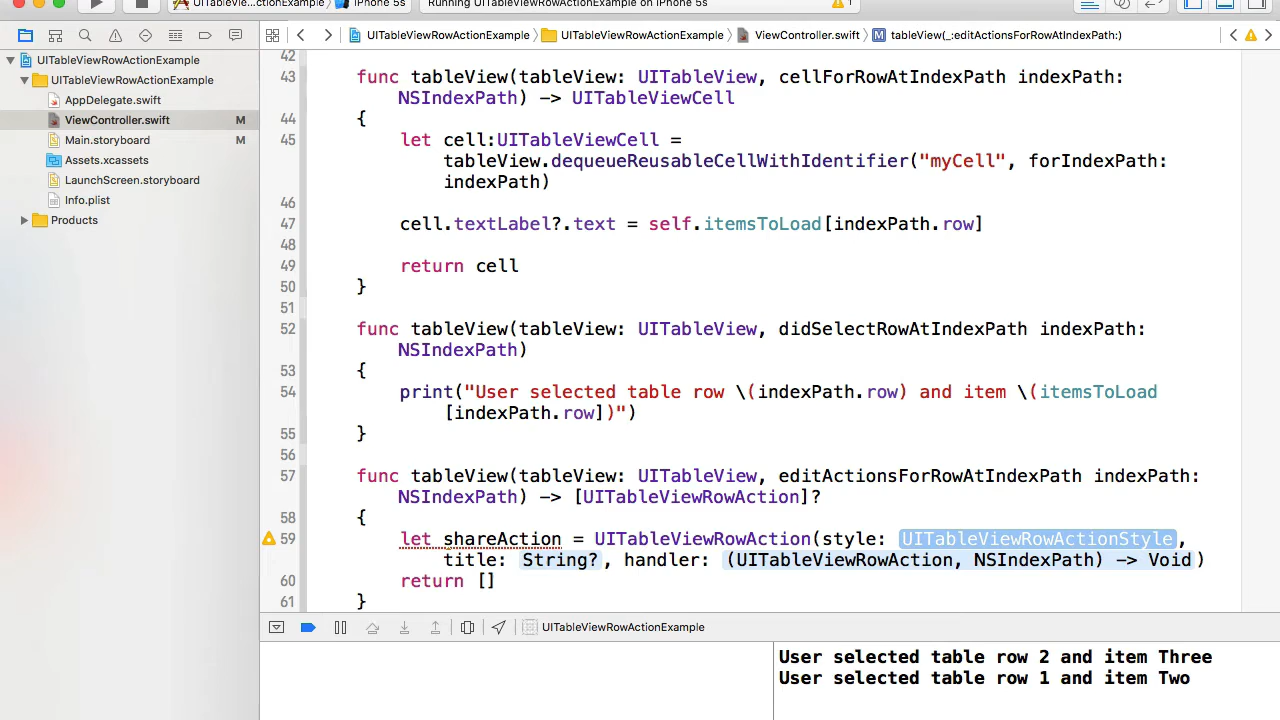 UITableVie...ctionExample
iPhone 5s
Running UITableViewRowActionExample on iPhone 5s
1
UITableViewRowActionExample
UITableViewRowActionExample
ViewController.swift
tableView(_:editActionsForRowAtIndexPath:)
UITableViewRowActionExample
UITableViewRowActionExample
AppDelegate.swift
ViewController.swift M
Main.storyboard M
Assets.xcassets
LaunchScreen.storyboard
Info.plist
Products
42
43 func tableView(tableView: UITableView, cellForRowAtIndexPath indexPath:
NSIndexPath) -> UITableViewCell
44 {
45 let cell:UITableViewCell =
tableView.dequeueReusableCellWithIdentifier("myCell", forIndexPath:
indexPath)
46
47 cell.textLabel?.text = self.itemsToLoad[indexPath.row]
48
49 return cell
50 }
51
52 func tableView(tableView: UITableView, didSelectRowAtIndexPath indexPath:
NSIndexPath)
53 {
54 print("User selected table row \(indexPath.row) and item \(itemsToLoad
[indexPath.row])")
55 }
56
57 func tableView(tableView: UITableView, editActionsForRowAtIndexPath indexPath:
NSIndexPath) -> [UITableViewRowAction]?
58 {
59 let shareAction = UITableViewRowAction(style: UITableViewRowActionStyle,
title: String?, handler: (UITableViewRowAction, NSIndexPath) -> Void)
60 return []
61 }
UITableViewRowActionExample
User selected table row 2 and item Three
User selected table row 1 and item Two